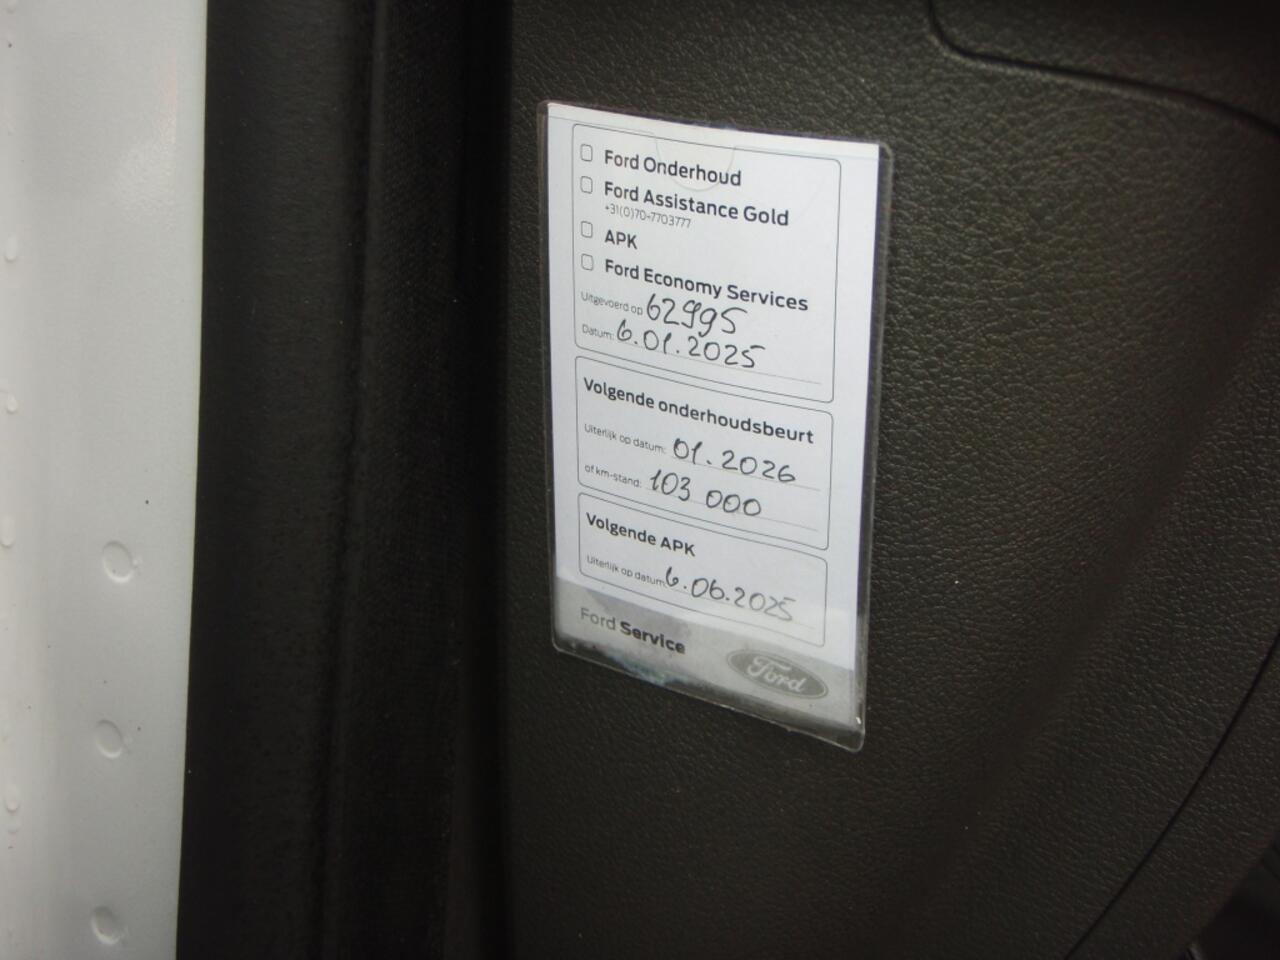 Ford Onderhoud
Ford Assistance Gold
+31(0)70-7703777
APK
Ford Economy Services
Uitgevoerd op 62995
Datum: 6.01.2025
Volgende onderhoudsbeurt
Uiterlijk op datum: 01.2026
of km-stand: 103 000
Volgende APK
Uiterlijk op datum 6.06.2025
Ford Service
Ford